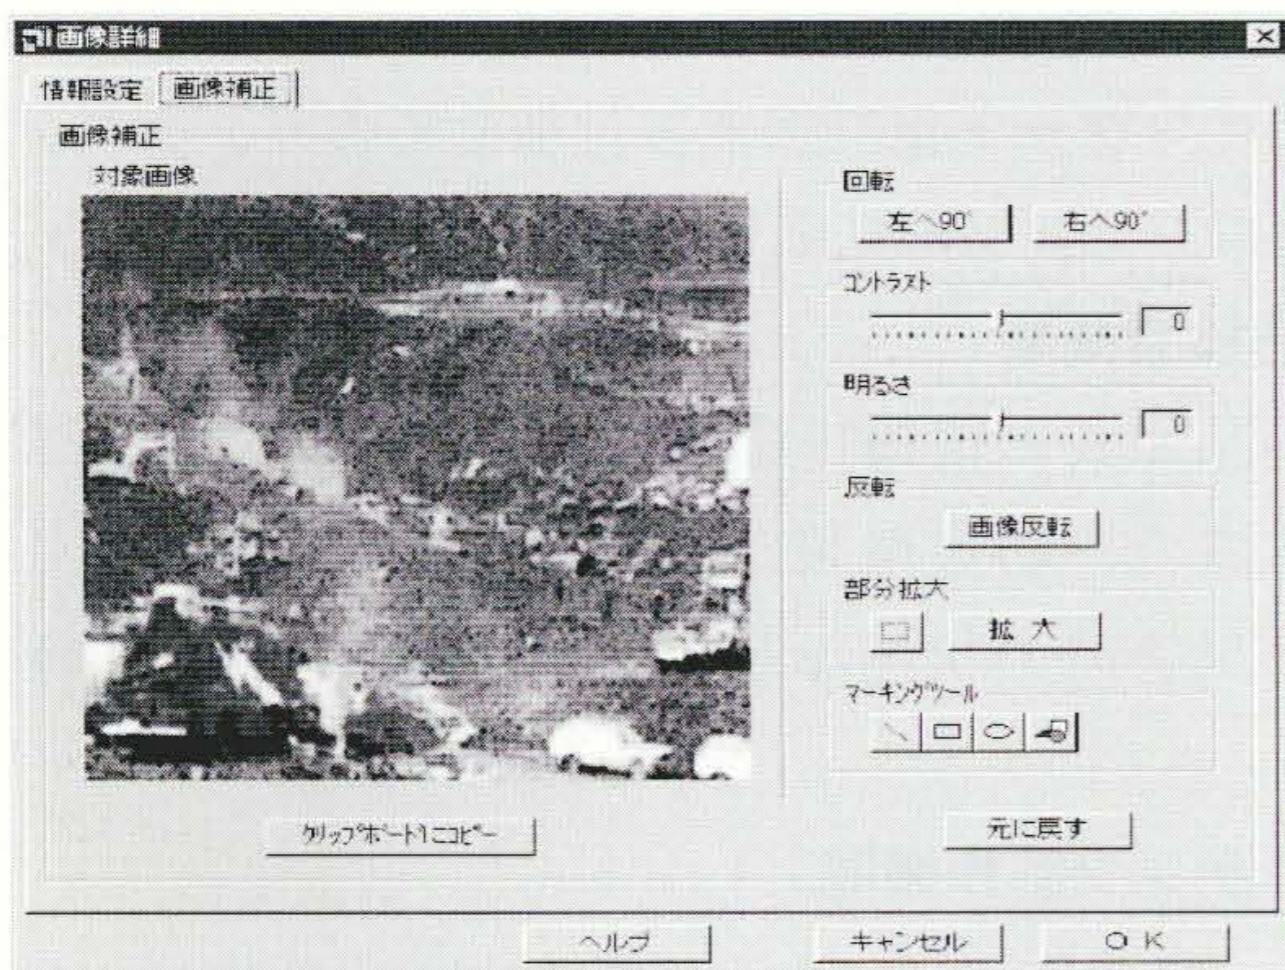 画像詳細
情報設定 画像補正
画像補正
対象画像
回転
左へ90° 右へ90°
コントラスト
0
明るさ
0
反転
画像反転
部分拡大
拡 大
マーキングツール
クリップボードにコピー
元に戻す
ヘルプ キャンセル O K